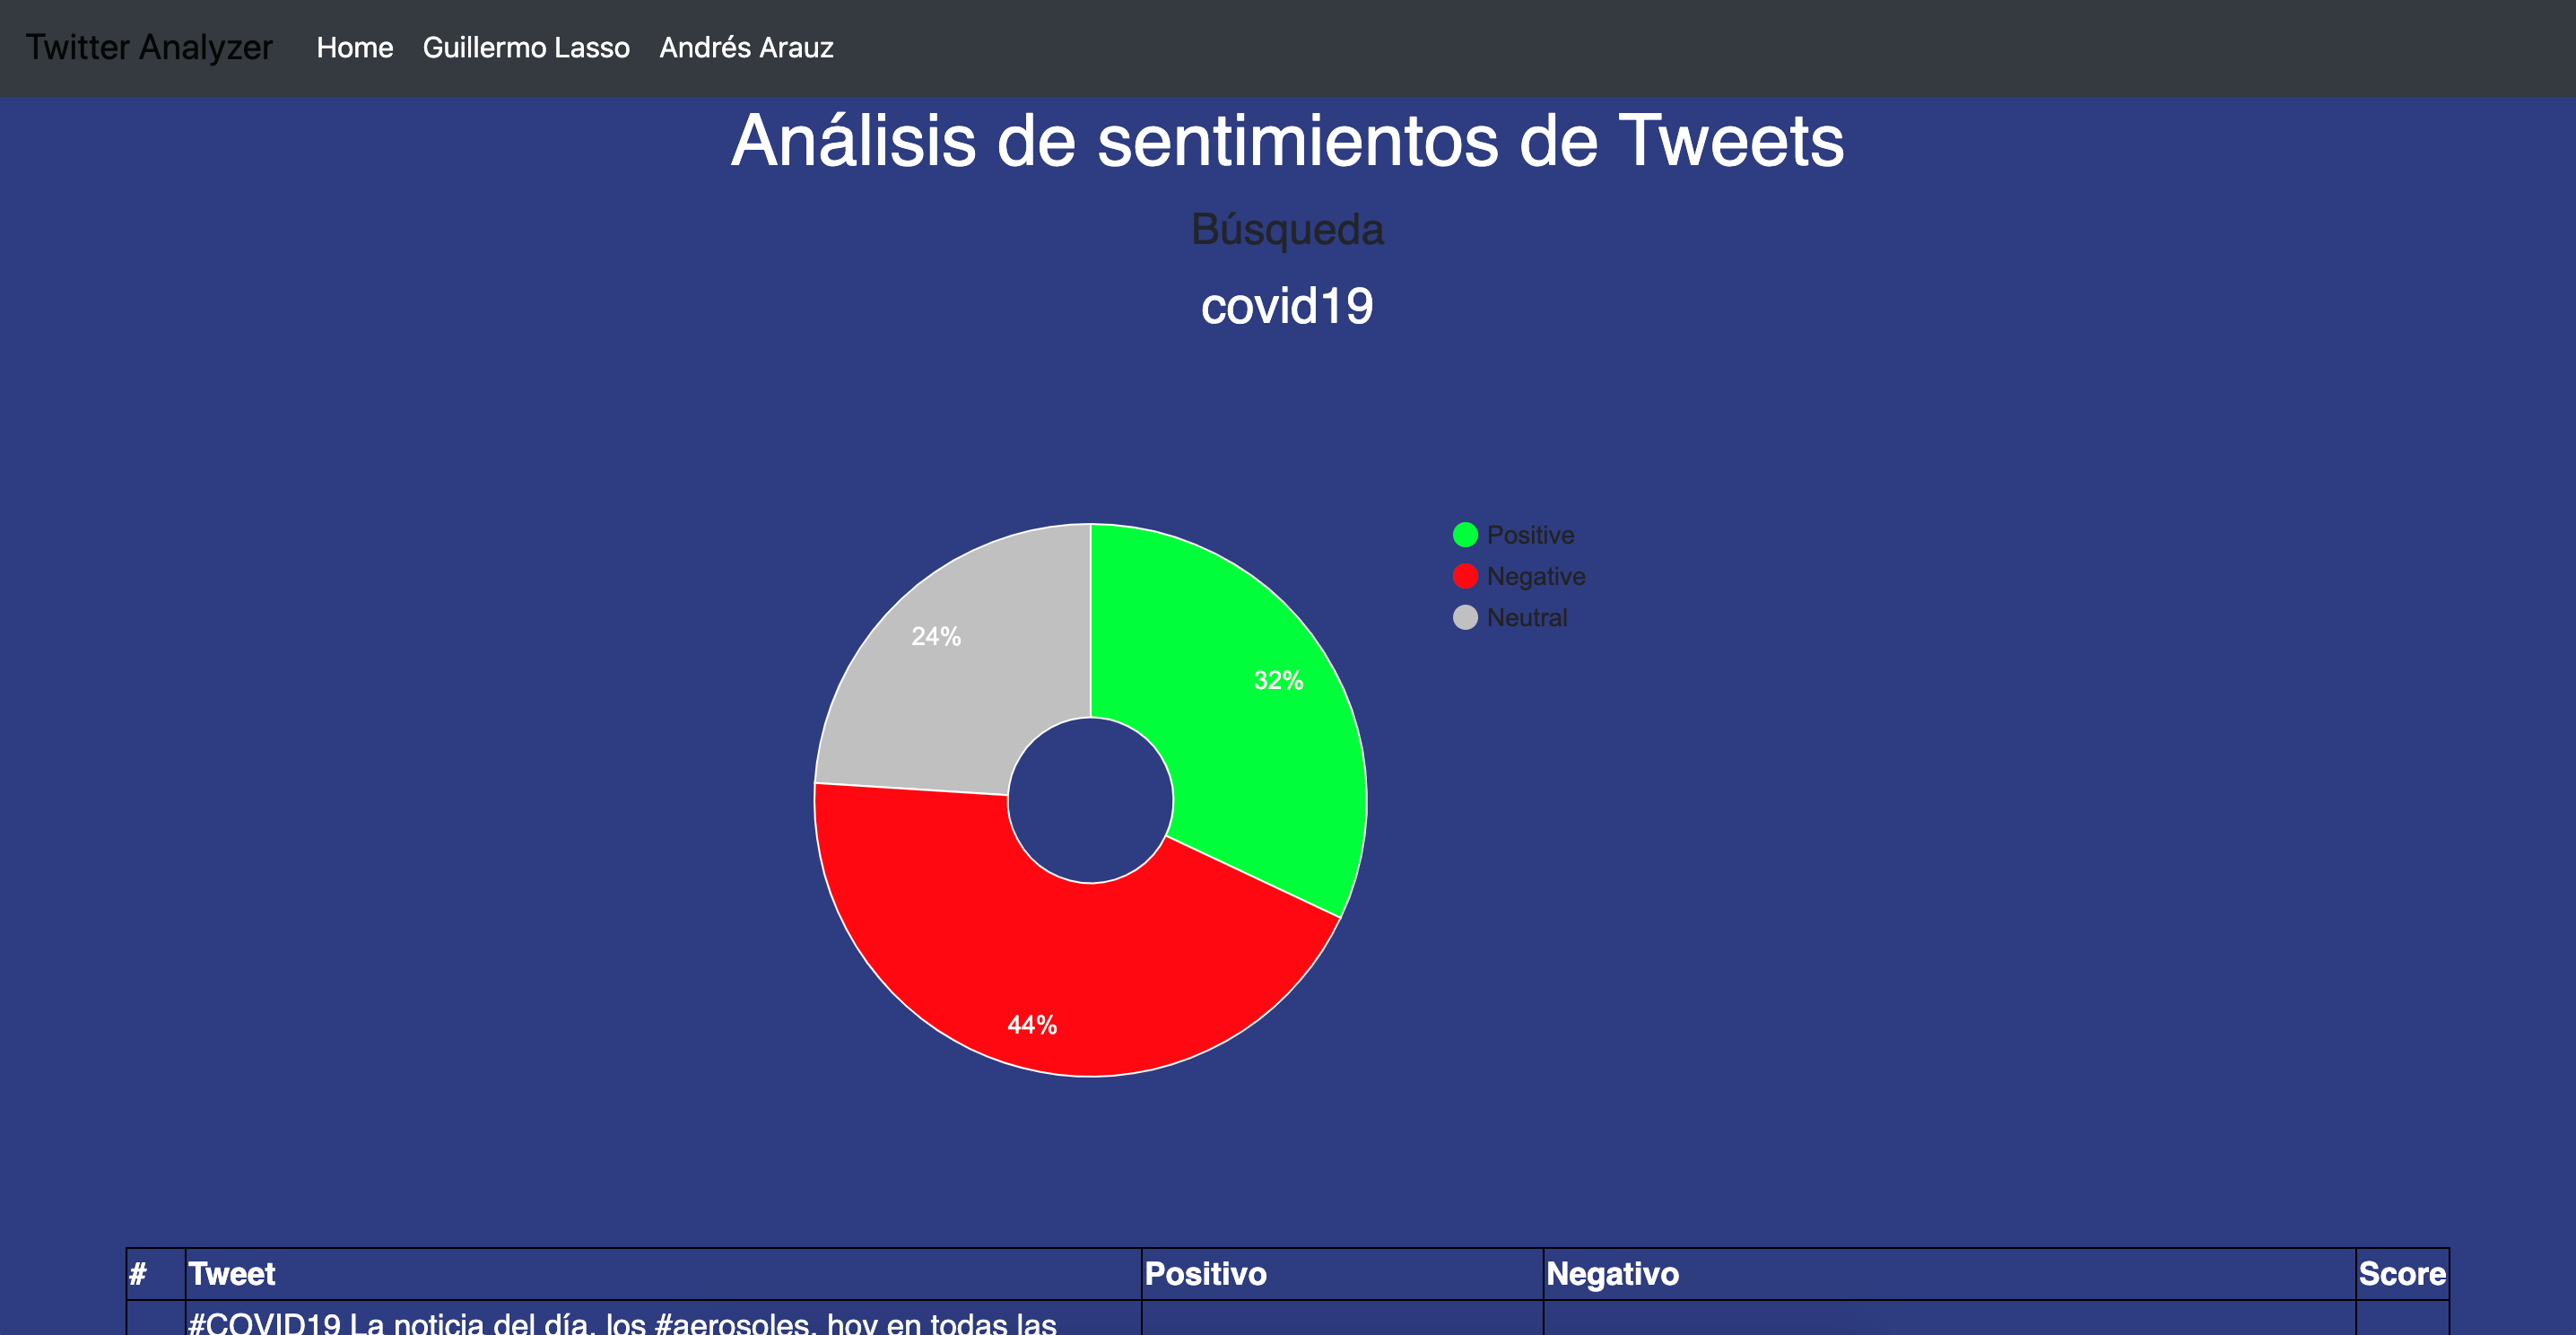 Twitter Analyzer Home Guillermo Lasso Andrés Arauz
Análisis de sentimientos de Tweets
Búsqueda
covid19
Positive
Negative
Neutral
24%
32%
44%
# Tweet Positivo Negativo Score
#COVID19 La noticia del día, los #aerosoles, hoy en todas las